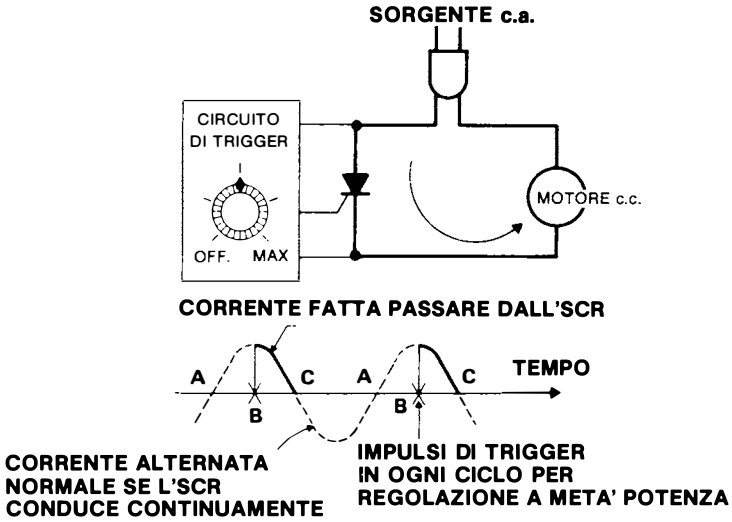 SORGENTE c.a.
CIRCUITO
DI TRIGGER
OFF. MAX
MOTORE c.c.
CORRENTE FATTA PASSARE DALL'SCR
TEMPO
A C A C
B B
CORRENTE ALTERNATA
NORMALE SE L'SCR
CONDUCE CONTINUAMENTE
IMPULSI DI TRIGGER
IN OGNI CICLO PER
REGOLAZIONE A META' POTENZA